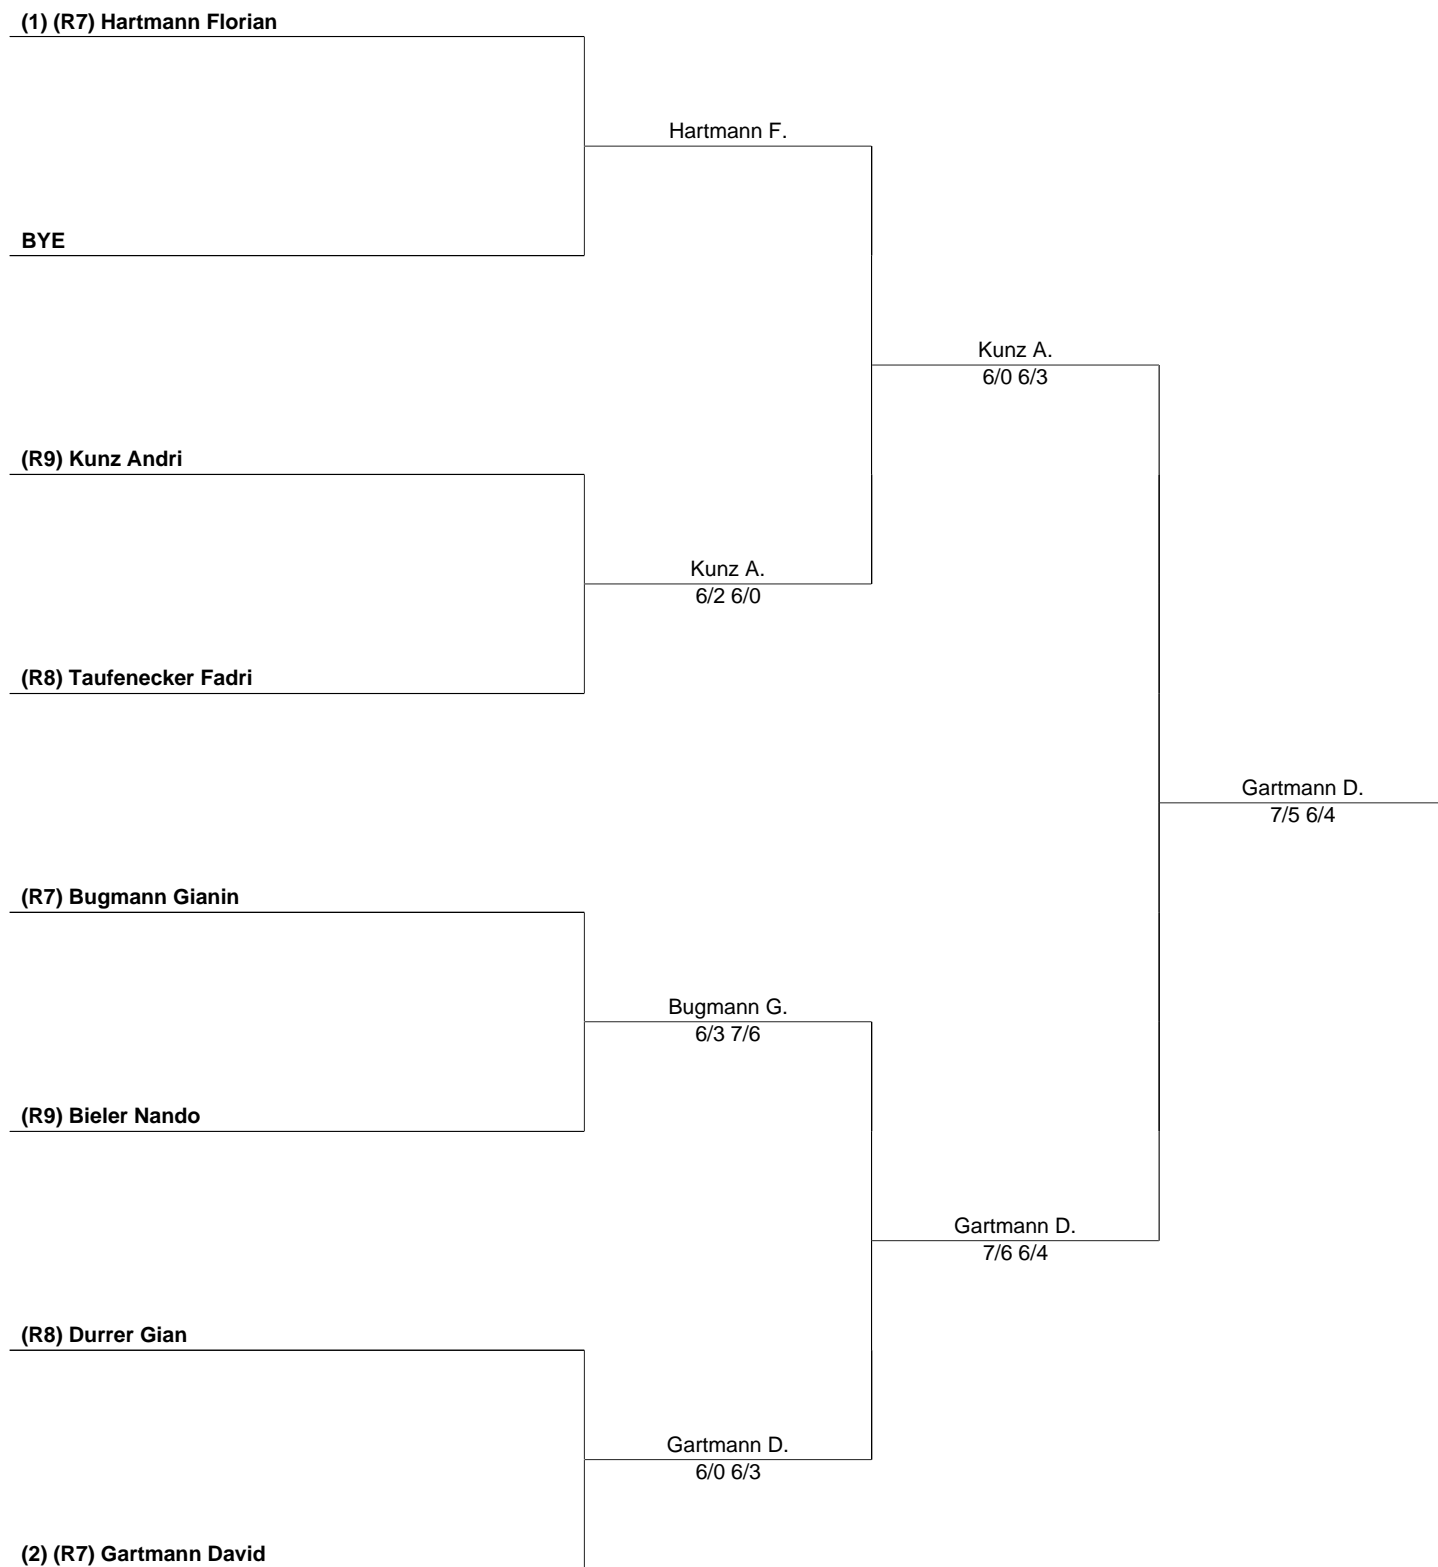 (1) (R7) Hartmann Florian
Hartmann F.
BYE
Kunz A.
6/0 6/3
(R9) Kunz Andri
Kunz A.
6/2 6/0
(R8) Taufenecker Fadri
Gartmann D.
7/5 6/4
(R7) Bugmann Gianin
Bugmann G.
6/3 7/6
(R9) Bieler Nando
Gartmann D.
7/6 6/4
(R8) Durrer Gian
Gartmann D.
6/0 6/3
(2) (R7) Gartmann David